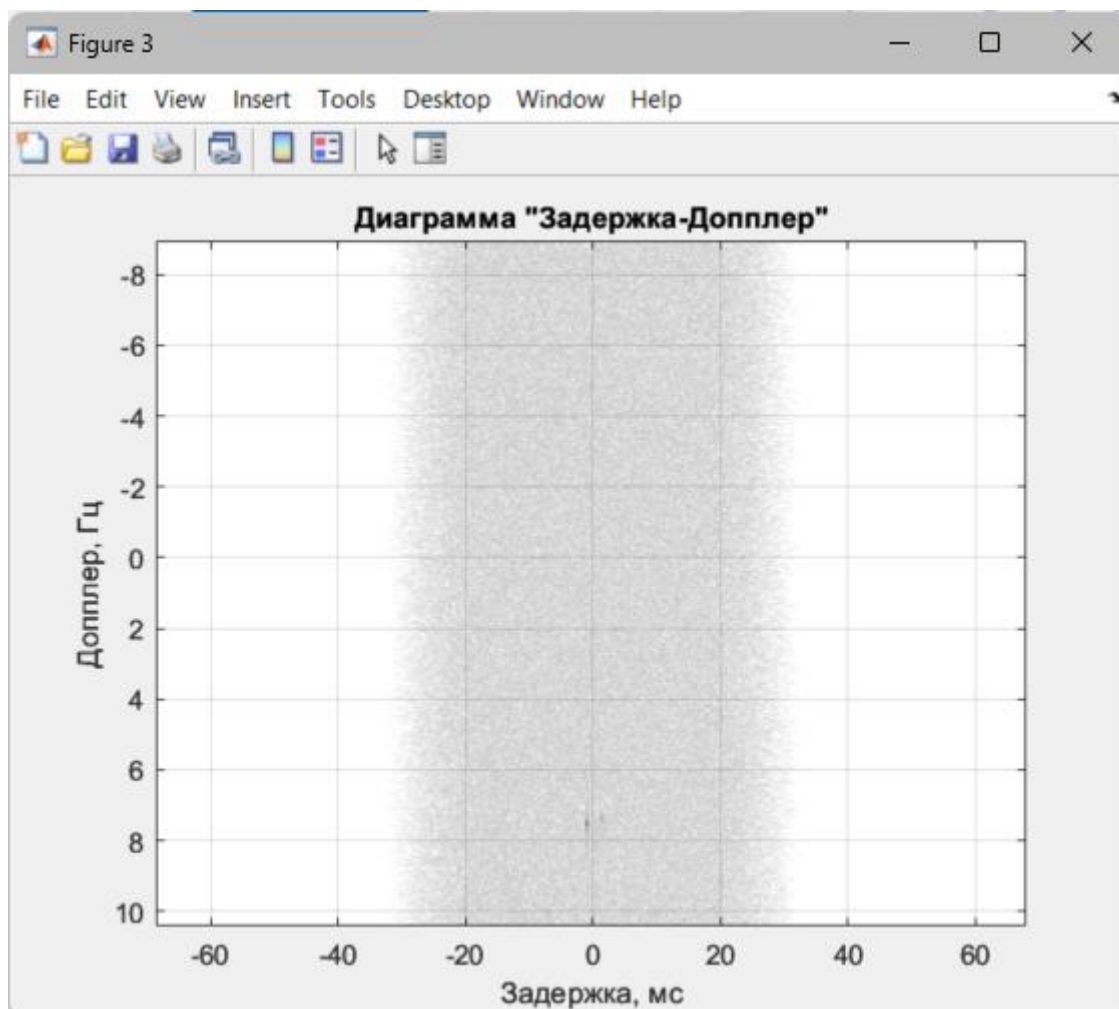 Figure 3
File Edit View Insert Tools Desktop Window Help
Диаграмма "Задержка-Допплер"
-8
-6
-4
-2
0
2
4
6
8
10
Допплер, Гц
-60 -40 -20 0 20 40 60
Задержка, мс